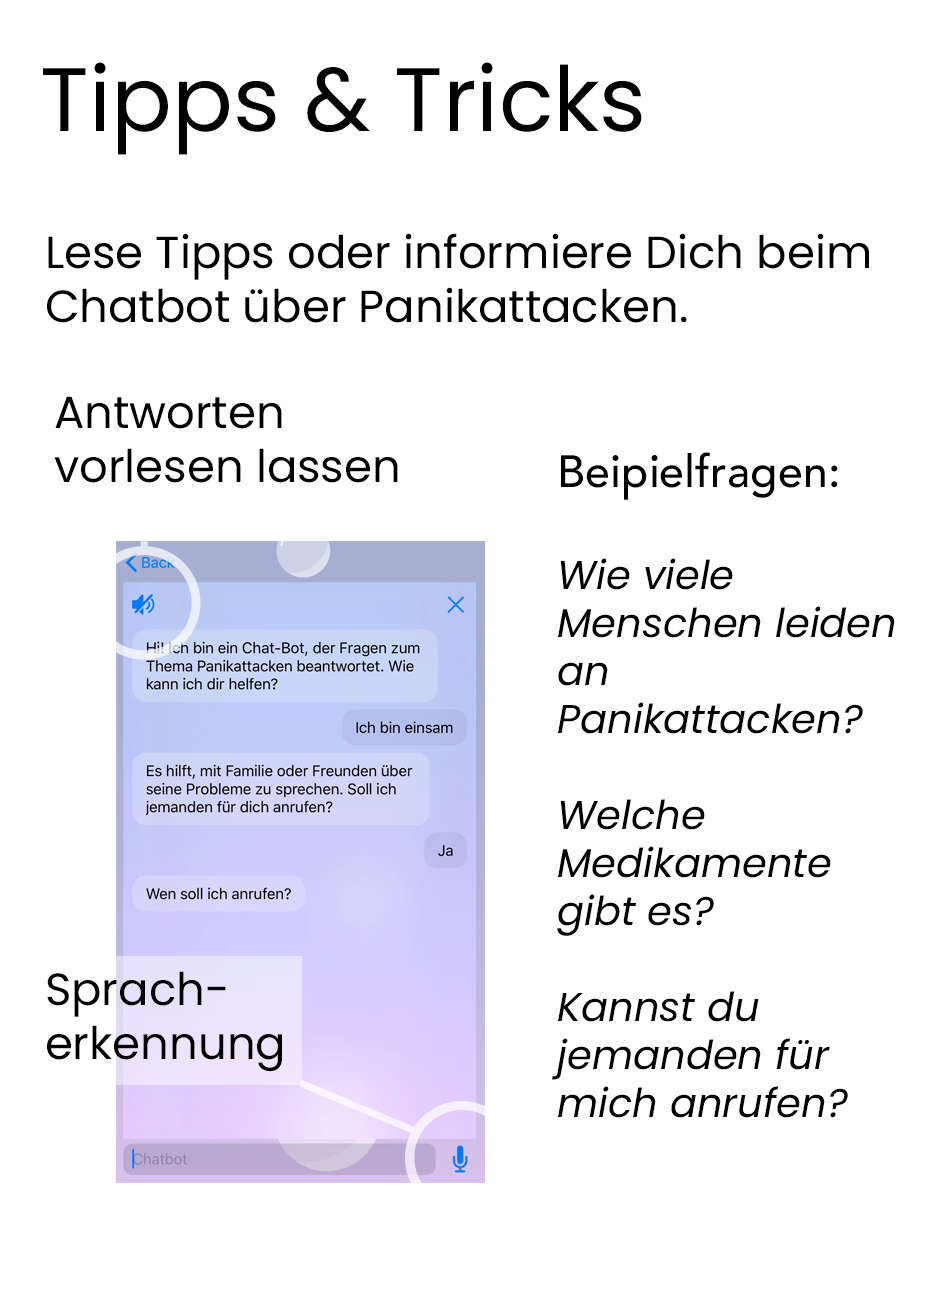 Tipps & Tricks
Lese Tipps oder informiere Dich beim
Chatbot über Panikattacken.
Antworten
vorlesen lassen
Back
Hi! Ich bin ein Chat-Bot, der Fragen zum
Thema Panikattacken beantwortet. Wie
kann ich dir helfen?
Ich bin einsam
Es hilft, mit Familie oder Freunden über
seine Probleme zu sprechen. Soll ich
jemanden für dich anrufen?
Ja
Wen soll ich anrufen?
Sprach-
erkennung
Chatbot
Beipielfragen:
Wie viele
Menschen leiden
an
Panikattacken?
Welche
Medikamente
gibt es?
Kannst du
jemanden für
mich anrufen?